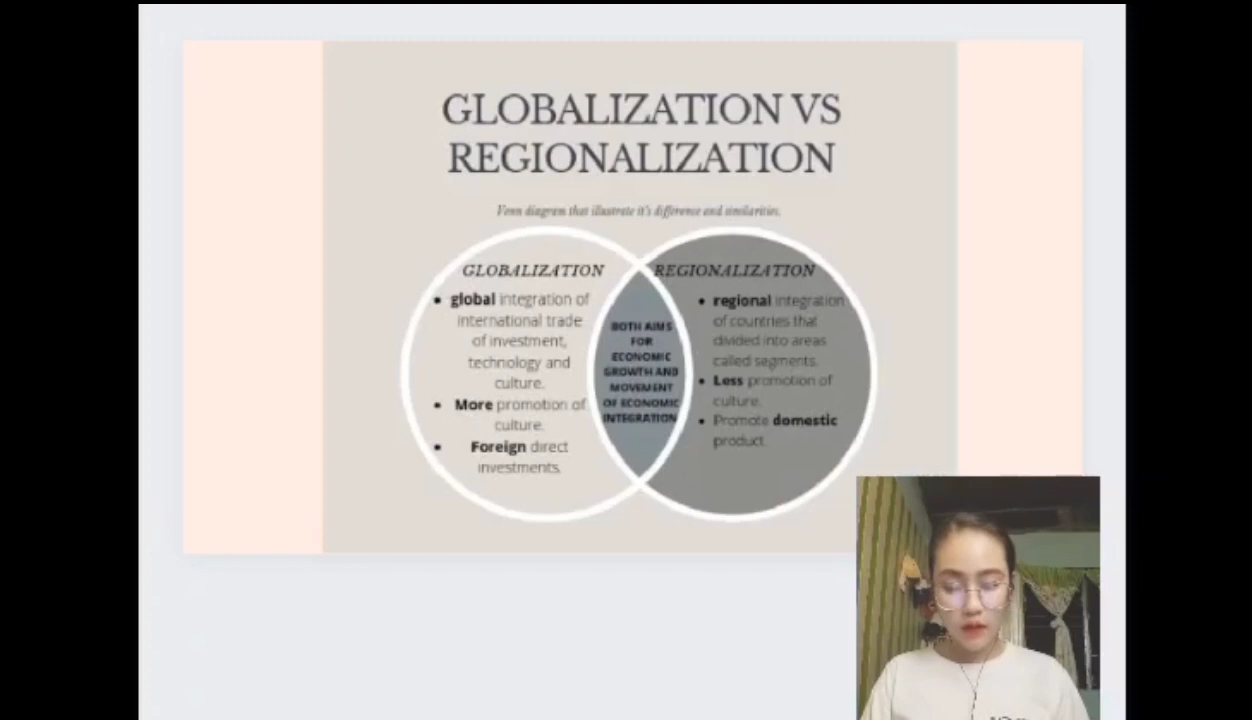 GLOBALIZATION VS
REGIONALIZATION
Venn diagram that illustrate it's difference and similarities.
GLOBALIZATION
• global integration of
international trade
of investment,
technology and
culture.
• More promotion of
culture.
• Foreign direct
investments.
BOTH AIMS
FOR
ECONOMIC
GROWTH AND
MOVEMENT
OF ECONOMIC
INTEGRATION
REGIONALIZATION
• regional integration
of countries that
divided into areas
called segments.
• Less promotion of
culture.
• Promote domestic
product